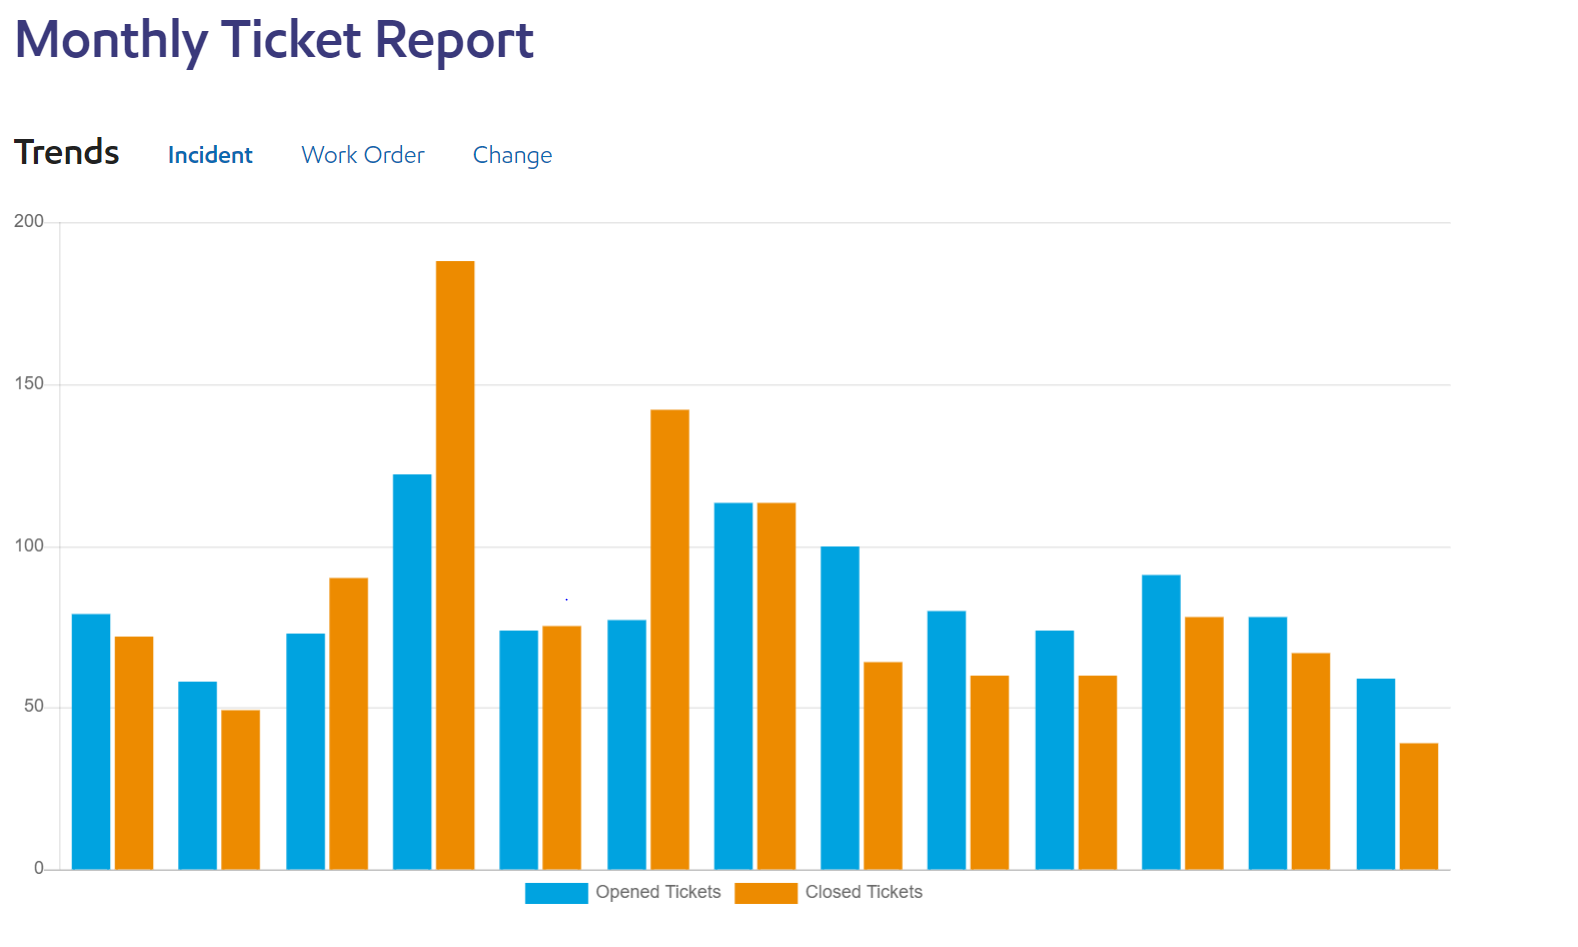 Monthly Ticket Report
Trends Incident Work Order Change
200
150
100
50
0
Opened Tickets Closed Tickets